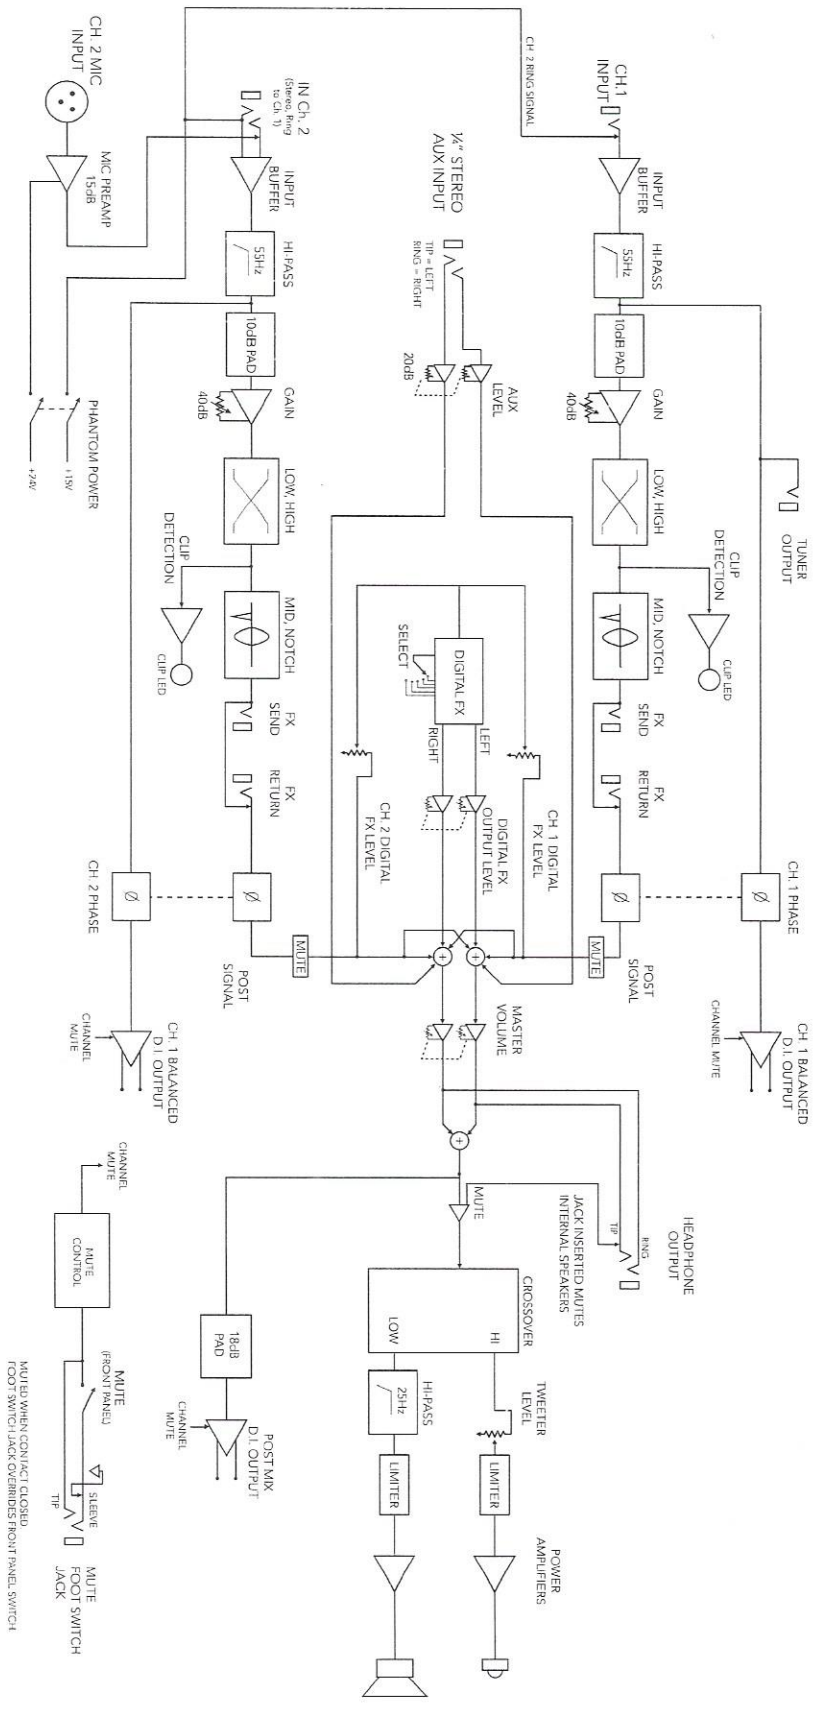 CH.1
INPUT
INPUT
BUFFER
HI-PASS
55Hz
10dB PAD
GAIN
40dB
LOW, HIGH
CLIP
DETECTION
CLIP LED
MID, NOTCH
FX
SEND
FX
RETURN
TUNER
OUTPUT
CH. 1 PHASE
Ø
Ø
POST
SIGNAL
MUTE
CH. 1 BALANCED
D.I. OUTPUT
CHANNEL MUTE
CH. 2 RING SIGNAL
¼" STEREO
AUX INPUT
TIP = LEFT
RING = RIGHT
AUX
LEVEL
20dB
DIGITAL FX
SELECT
LEFT
RIGHT
DIGITAL FX
OUTPUT LEVEL
CH. 1 DIGITAL
FX LEVEL
CH. 2 DIGITAL
FX LEVEL
+
+
MASTER
VOLUME
+
HEADPHONE
OUTPUT
RING
TIP
JACK INSERTED MUTES
INTERNAL SPEAKERS
MUTE
CROSSOVER
HI
LOW
TWEETER
LEVEL
HI-PASS
25Hz
LIMITER
LIMITER
POWER
AMPLIFIERS
18dB
PAD
POST MIX
D.I. OUTPUT
CHANNEL
MUTE
IN Ch. 2
(Stereo, Ring
to Ch. 1)
INPUT
BUFFER
HI-PASS
55Hz
10dB PAD
GAIN
40dB
LOW, HIGH
CLIP
DETECTION
CLIP LED
MID, NOTCH
FX
SEND
FX
RETURN
CH. 2 PHASE
Ø
Ø
POST
SIGNAL
MUTE
CH. 1 BALANCED
D.I. OUTPUT
CHANNEL
MUTE
CH. 2 MIC
INPUT
MIC PREAMP
15dB
PHANTOM POWER
+15V
+24V
CHANNEL
MUTE
MUTE
CONTROL
MUTE
(FRONT PANEL)
SLEEVE
TIP
MUTE
FOOT SWITCH
JACK
MUTED WHEN CONTACT CLOSED
FOOT SWITCH JACK OVERRIDES FRONT PANEL SWITCH